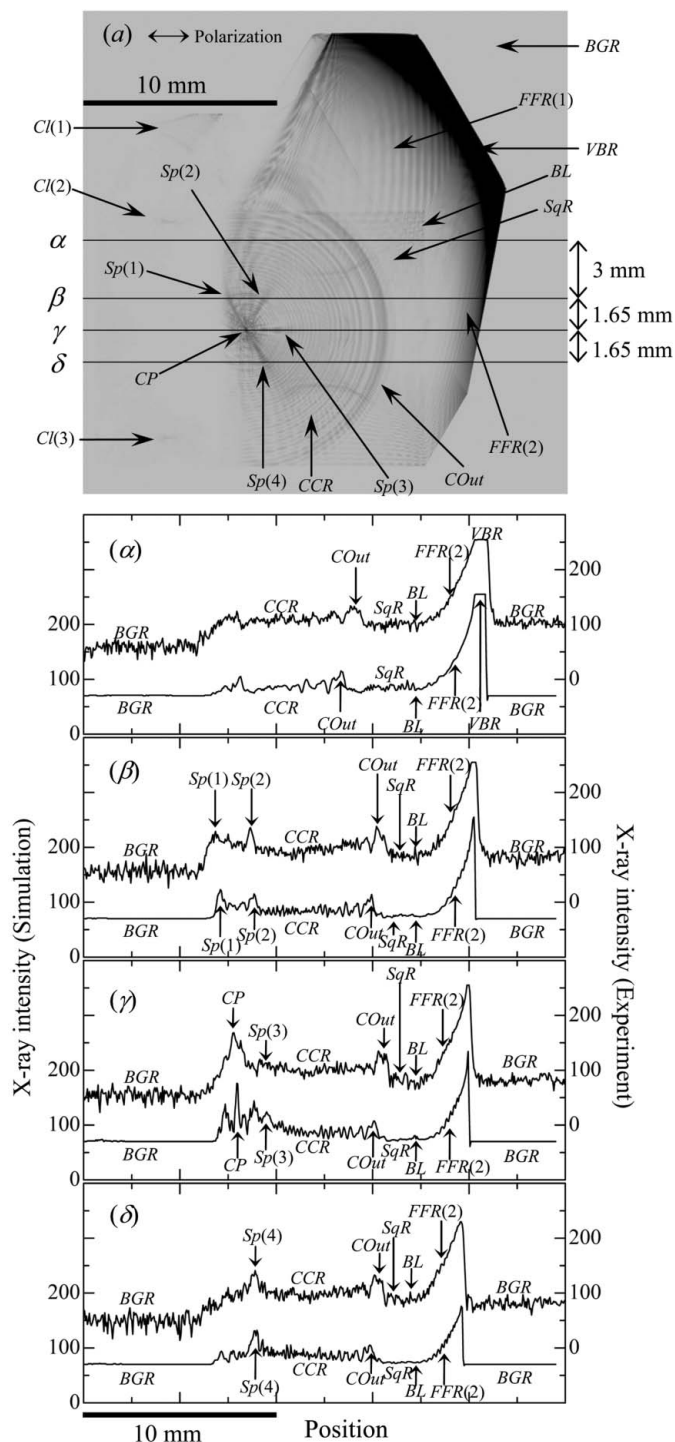 (a) Polarization
BGR
10 mm
FFR(1)
Cl(1)
VBR
Sp(2)
BL
Cl(2)
SqR
α
Sp(1)
3 mm
β
1.65 mm
γ
1.65 mm
δ
CP
Cl(3)
FFR(2)
Sp(4)
CCR
Sp(3)
COut
(α)
VBR
COut
FFR(2)
BGR CCR SqR BL BGR
200 100
100 0
SqR
BGR CCR COut BL FFR(2) VBR BGR
0
(β)
Sp(1) Sp(2) COut SqR FFR(2)
BL
BGR CCR BGR
200 100
100 0
BGR Sp(1) Sp(2) CCR COut SqR BL FFR(2) BGR
0
(γ)
CP SqR FFR(2)
Sp(3) COut BL
BGR CCR BGR
200 100
100 0
BGR CP Sp(3) CCR COut SqR BL FFR(2) BGR
0
(δ)
Sp(4) SqR FFR(2)
COut BL
BGR CCR BGR
200 100
100 0
BGR Sp(4) CCR COut SqR BL FFR(2) BGR
0
X-ray intensity (Simulation)
X-ray intensity (Experiment)
10 mm
Position